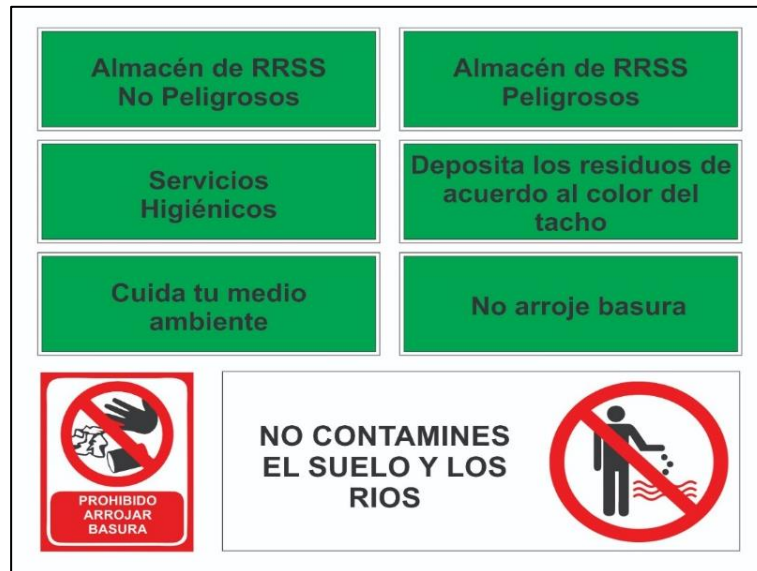 Almacén de RRSS
No Peligrosos
Almacén de RRSS
Peligrosos
Servicios
Higiénicos
Deposita los residuos de
acuerdo al color del
tacho
Cuida tu medio
ambiente
No arroje basura
PROHIBIDO
ARROJAR
BASURA
NO CONTAMINES
EL SUELO Y LOS
RIOS